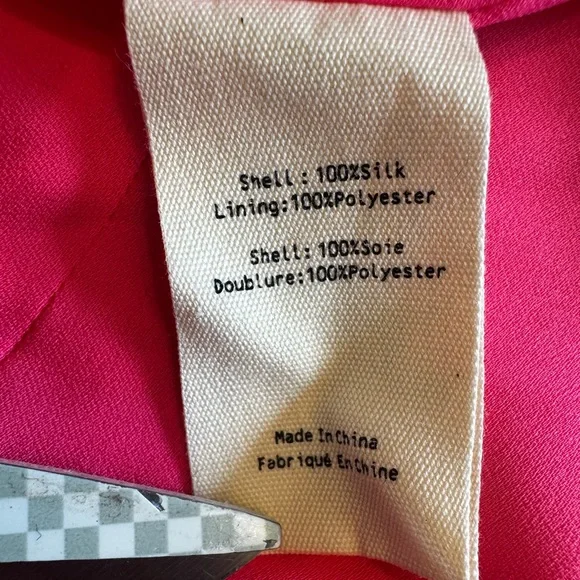 Shell: 100%Silk
Lining:100%Polyester
Shell: 100%Soie
Doublure:100%Polyester
Made InChina
Fabriqué EnChine